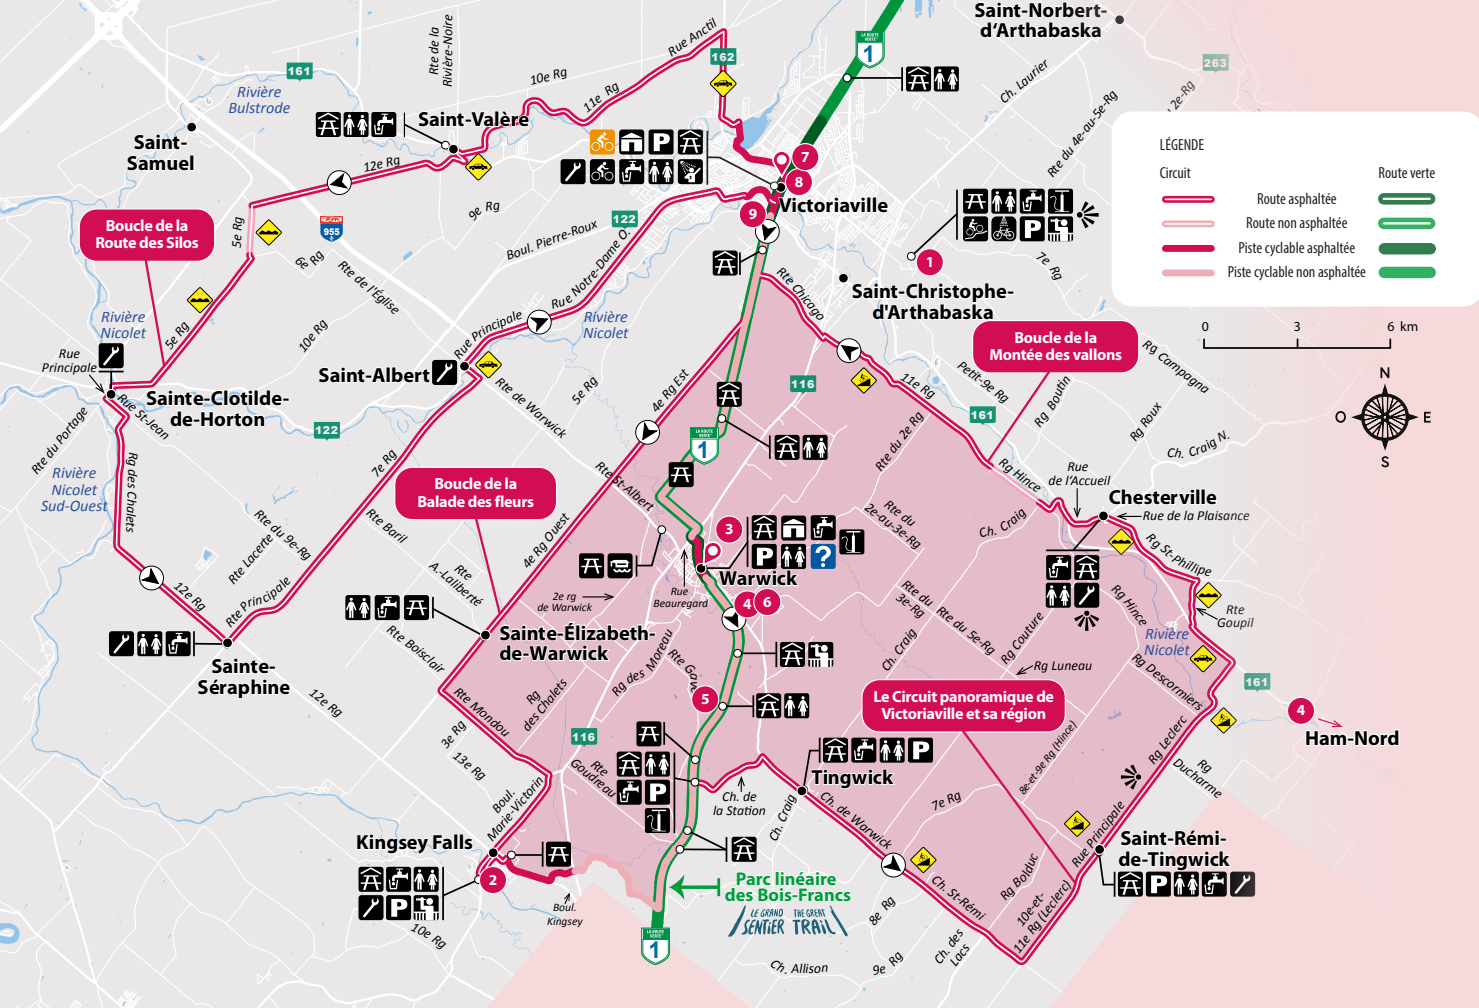 Saint-Norbert-
d'Arthabaska
LA ROUTE
VERTE
1
263
162
161
Rue Anctil
Rte de la
Rivière-Noire
10e Rg
11e Rg
Ch. Laurier
Rte du 4e-au-5e-Rg
2e-Rg
Rivière
Bulstrode
Saint-Valère
Saint-
Samuel
12e Rg
P
7
8
9
Victoriaville
LÉGENDE
Circuit
Route verte
Route asphaltée
Route non asphaltée
Piste cyclable asphaltée
Piste cyclable non asphaltée
0
3
6 km
N
O
E
S
Boucle de la
Route des Silos
5e Rg
955
6e Rg
9e Rg
122
Boul. Pierre-Roux
Rue Notre-Dame O.
Rte de l'Église
P
1
7e Rg
Rte Chicago
Saint-Christophe-
d'Arthabaska
Rivière
Nicolet
5e Rg
10e Rg
Rue Principale
Rivière
Nicolet
Boucle de la
Montée des vallons
Rg Campagna
Rue
Principale
Saint-Albert
Sainte-Clotilde-
de-Horton
Rue St-Jean
Rte du Portage
122
Rte de Warwick
5e Rg
4e Rg Est
116
11e Rg
Petit-9e Rg
161
Rg Boutin
Rg Roux
Ch. Craig N.
Rte du 2e Rg
LA ROUTE
VERTE
1
Rivière
Nicolet
Sud-Ouest
Rg des Chalets
7e Rg
Boucle de la
Balade des fleurs
Rte St-Albert
Rg Hince
Rue
de l'Accueil
Chesterville
Rue de la Plaisance
Rte du 9e-Rg
Rte Lacerte
Rte Baril
4e Rg Ouest
3
P
?
Rte du
2e-au-3e-Rg
Ch. Craig
Rg St-Phillipe
12e Rg
Rte Principale
Rte
A.-Laliberté
2e rg
de Warwick
Rue
Beauregard
Warwick
4
6
Rte du
3e-Rg
Rte du 5e-Rg
Rg Couture
Rg Hince
Rte
Goupil
Rivière
Nicolet
Sainte-Élizabeth-
de-Warwick
Rte Boisclair
Rg des Moreau
Ch. Craig
Rg Luneau
Rg Descormiers
161
Sainte-
Séraphine
12e Rg
Rte Mondou
Rg
des Chalets
5
Le Circuit panoramique de
Victoriaville et sa région
4
Ham-Nord
3e Rg
13e Rg
116
Rte
Goudreau
P
P
Tingwick
8e-et-9e Rg (Hince)
Rg Leclerc
Rg
Ducharme
Boul.
Marie-Victorin
Ch. de
la Station
Ch. Craig
Ch. de Warwick
7e Rg
Rue Principale
Kingsey Falls
2
P
Saint-Rémi-
de-Tingwick
P
Parc linéaire
des Bois-Francs
LE GRAND
SENTIER
THE GREAT
TRAIL
Ch. St-Rémi
Rg Bolduc
10e-et-
11e Rg (Leclerc)
Boul.
Kingsey
10e Rg
LA ROUTE
VERTE
1
8e Rg
9e Rg
Ch. Allison
Ch. des
Lacs